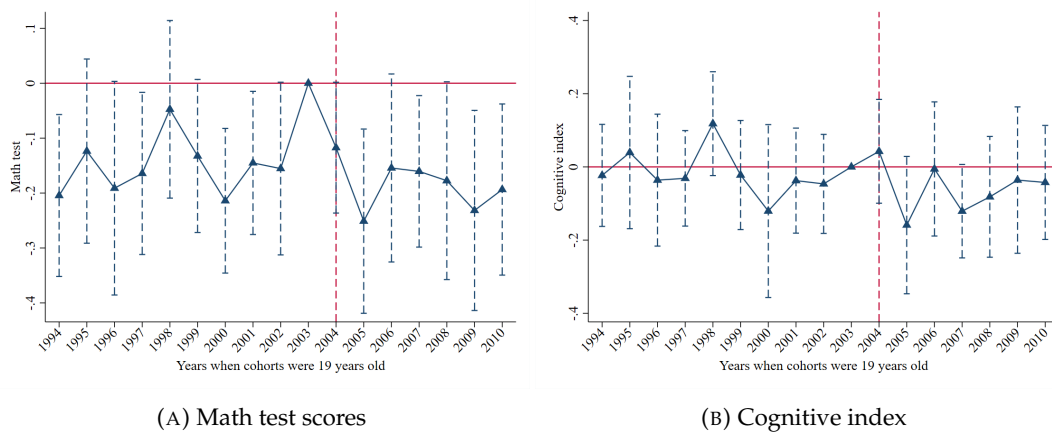 .1
0
-.1
-.2
-.3
-.4
Math test
1994 1995 1996 1997 1998 1999 2000 2001 2002 2003 2004 2005 2006 2007 2008 2009 2010
Years when cohorts were 19 years old
(A) Math test scores
.4
.2
0
-.2
-.4
Cognitive index
1994 1995 1996 1997 1998 1999 2000 2001 2002 2003 2004 2005 2006 2007 2008 2009 2010
Years when cohorts were 19 years old
(B) Cognitive index